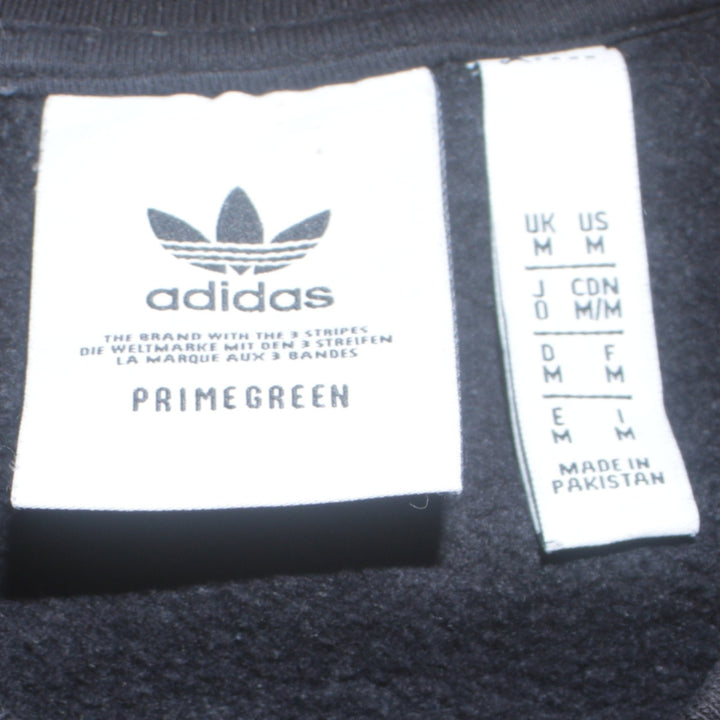 adidas
THE BRAND WITH THE 3 STRIPES
DIE WELTMARKE MIT DEN 3 STREIFEN
LA MARQUE AUX 3 BANDES
PRIMEGREEN
UK US
M M
J CDN
O M/M
D F
M M
E I
M M
MADE IN
PAKISTAN